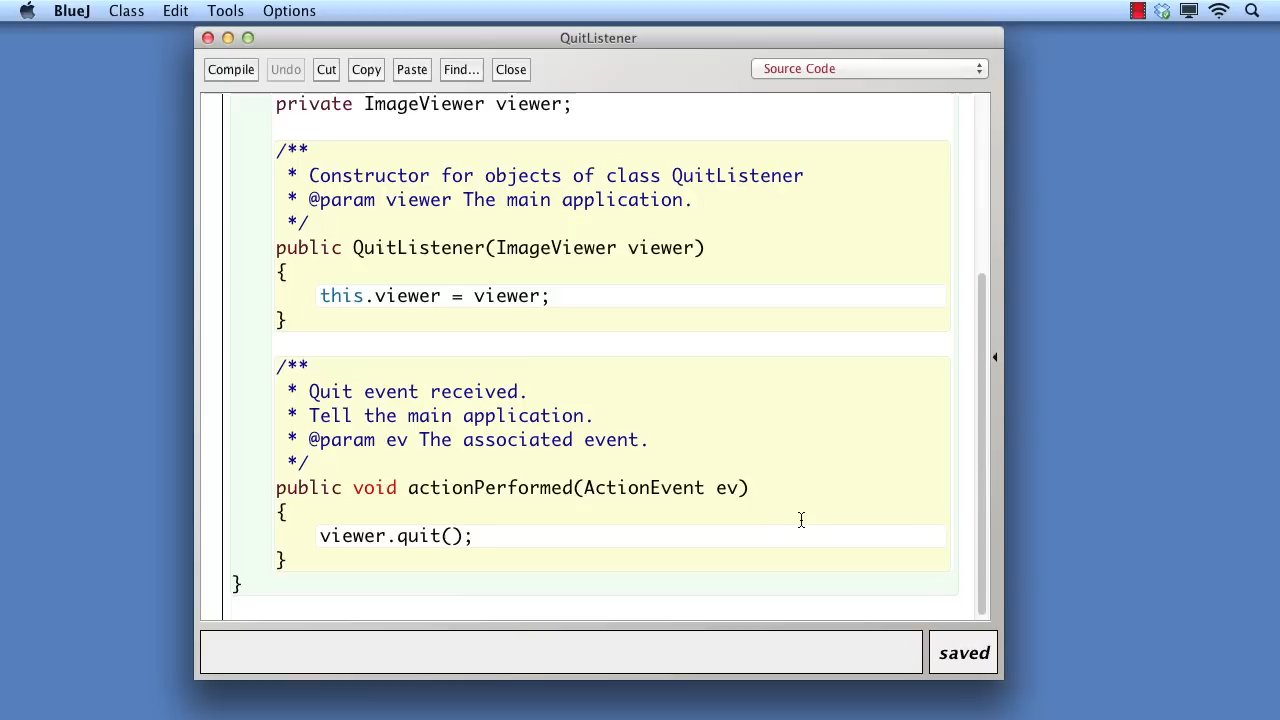 BlueJ Class Edit Tools Options
QuitListener
Compile Undo Cut Copy Paste Find... Close Source Code
private ImageViewer viewer;
/**
* Constructor for objects of class QuitListener
* @param viewer The main application.
*/
public QuitListener(ImageViewer viewer)
{
this.viewer = viewer;
}
/**
* Quit event received.
* Tell the main application.
* @param ev The associated event.
*/
public void actionPerformed(ActionEvent ev)
{
viewer.quit();
}
}
saved